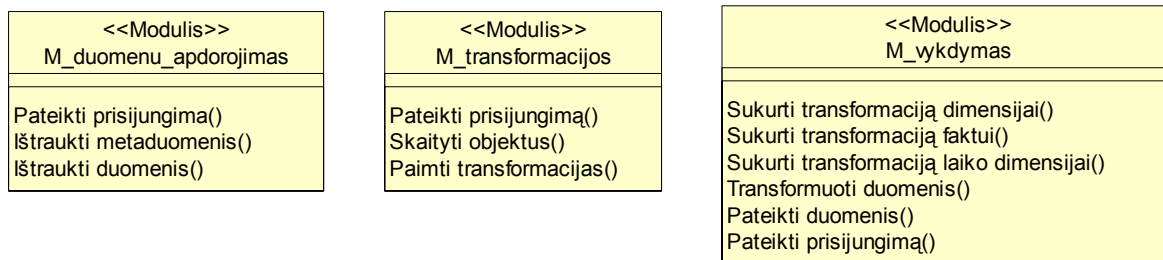 <<Modulis>>
M_duomenu_apdorojimas
Pateikti prisijungima()
Ištraukti metaduomenis()
Ištraukti duomenis()
<<Modulis>>
M_transformacijos
Pateikti prisijungimą()
Skaityti objektus()
Paimti transformacijas()
<<Modulis>>
M_vykdymas
Sukurti transformaciją dimensijai()
Sukurti transformaciją faktui()
Sukurti transformaciją laiko dimensijai()
Transformuoti duomenis()
Pateikti duomenis()
Pateikti prisijungimą()